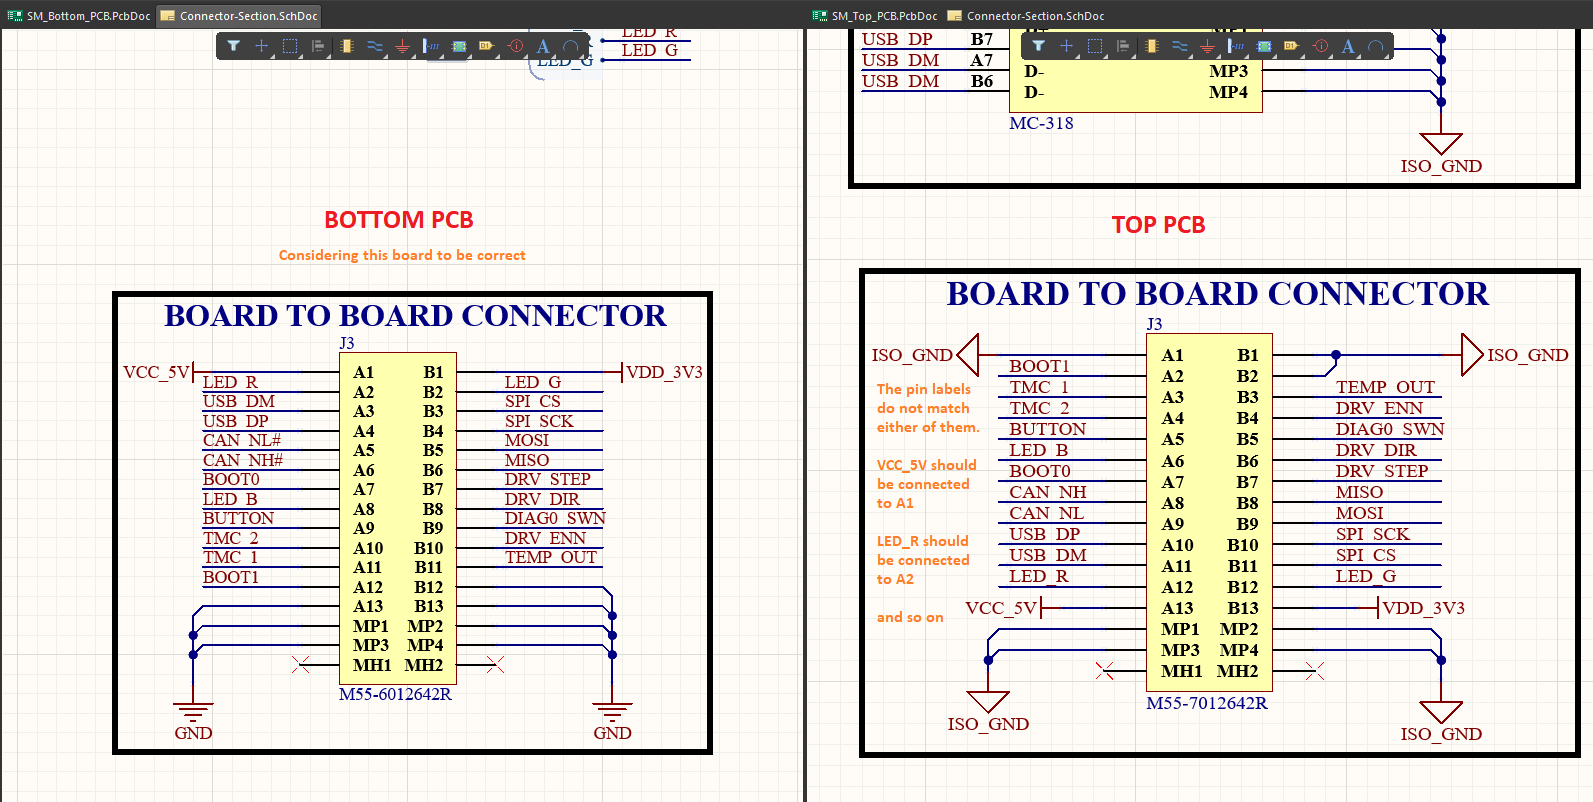 SM_Bottom_PCB.PcbDoc
Connector-Section.SchDoc
LED_R
LED_G
LED_G
BOTTOM PCB
Considering this board to be correct
BOARD TO BOARD CONNECTOR
J3
VCC_5V A1 B1 VDD_3V3
LED_R A2 B2 LED_G
USB_DM A3 B3 SPI_CS
USB_DP A4 B4 SPI_SCK
CAN_NL# A5 B5 MOSI
CAN_NH# A6 B6 MISO
BOOT0 A7 B7 DRV_STEP
LED_B A8 B8 DRV_DIR
BUTTON A9 B9 DIAG0_SWN
TMC_2 A10 B10 DRV_ENN
TMC_1 A11 B11 TEMP_OUT
BOOT1 A12 B12
A13 B13
MP1 MP2
MP3 MP4
MH1 MH2
M55-6012642R
GND
GND
SM_Top_PCB.PcbDoc
Connector-Section.SchDoc
USB_DP B7
USB_DM A7 D- MP3
USB_DM B6 D- MP4
MC-318
ISO_GND
TOP PCB
BOARD TO BOARD CONNECTOR
J3
ISO_GND A1 B1 ISO_GND
BOOT1 A2 B2
TMC_1 A3 B3 TEMP_OUT
TMC_2 A4 B4 DRV_ENN
BUTTON A5 B5 DIAG0_SWN
LED_B A6 B6 DRV_DIR
BOOT0 A7 B7 DRV_STEP
CAN_NH A8 B8 MISO
CAN_NL A9 B9 MOSI
USB_DP A10 B10 SPI_SCK
USB_DM A11 B11 SPI_CS
LED_R A12 B12 LED_G
VCC_5V A13 B13 VDD_3V3
MP1 MP2
MP3 MP4
MH1 MH2
M55-7012642R
ISO_GND
ISO_GND
The pin labels
do not match
either of them.
VCC_5V should
be connected
to A1
LED_R should
be connected
to A2
and so on